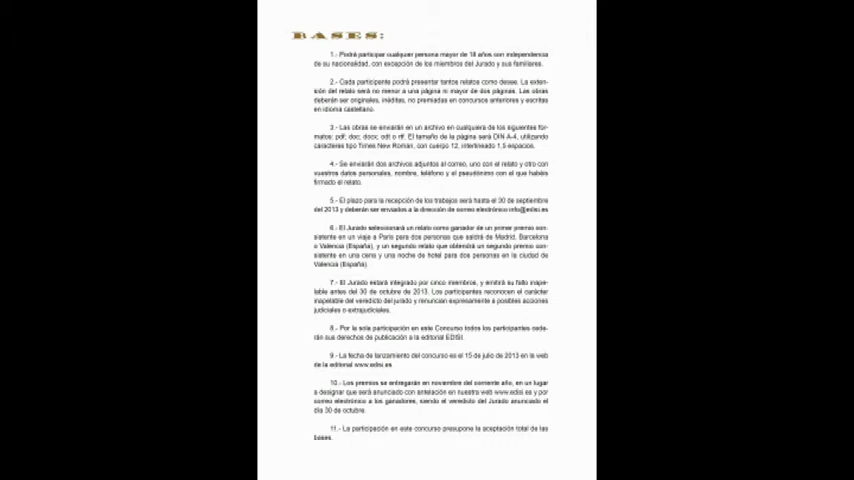 BASES:
1.- Podrá participar cualquier persona mayor de 18 años con independencia
de su nacionalidad, con excepción de los miembros del Jurado y sus familiares.
2.- Cada participante podrá presentar tantos relatos como desee. La exten-
sión del relato será no menor a una página ni mayor de dos páginas. Las obras
deberán ser originales, inéditas, no premiadas en concursos anteriores y escritas
en idioma castellano.
3.- Las obras se enviarán en un archivo en cualquiera de los siguientes for-
matos: pdf; doc; docx; odt o rtf. El tamaño de la página será DIN A-4, utilizando
caracteres tipo Times New Roman, con cuerpo 12, interlineado 1,5 espacios.
4.- Se enviarán dos archivos adjuntos al correo, uno con el relato y otro con
vuestros datos personales, nombre, teléfono y el pseudónimo con el que habéis
firmado el relato.
5.- El plazo para la recepción de los trabajos será hasta el 30 de septiembre
del 2013 y deberán ser enviados a la dirección de correo electrónico info@edisi.es
6.- El Jurado seleccionará un relato como ganador de un primer premio con-
sistente en un viaje a París para dos personas que saldrá de Madrid, Barcelona
o Valencia (España), y un segundo relato que obtendrá un segundo premio con-
sistente en una cena y una noche de hotel para dos personas en la ciudad de
Valencia (España).
7.- El Jurado estará integrado por cinco miembros, y emitirá su fallo inape-
lable antes del 30 de octubre de 2013. Los participantes reconocen el carácter
inapelable del veredicto del jurado y renuncian expresamente a posibles acciones
judiciales o extrajudiciales.
8.- Por la sola participación en este Concurso todos los participantes cede-
rán sus derechos de publicación a la editorial EDISI.
9.- La fecha de lanzamiento del concurso es el 15 de julio de 2013 en la web
de la editorial www.edisi.es
10.- Los premios se entregarán en noviembre del corriente año, en un lugar
a designar que será anunciado con antelación en nuestra web www.edisi.es y por
correo electrónico a los ganadores, siendo el veredicto del Jurado anunciado el
día 30 de octubre.
11.- La participación en este concurso presupone la aceptación total de las
bases.